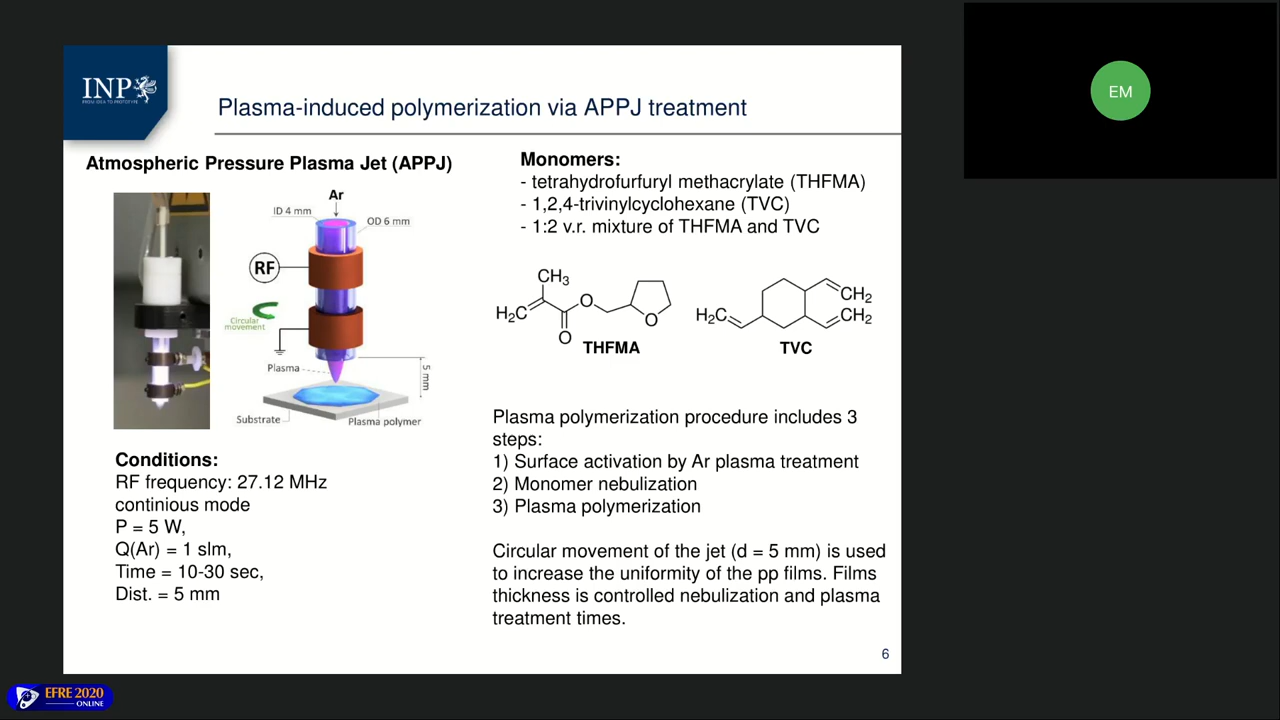 INP
FROM IDEA TO PROTOTYPE
Plasma-induced polymerization via APPJ treatment
Atmospheric Pressure Plasma Jet (APPJ)
Ar
ID 4 mm
OD 6 mm
RF
Circular
movement
Plasma
5 mm
Substrate
Plasma polymer
Conditions:
RF frequency: 27.12 MHz
continious mode
P = 5 W,
Q(Ar) = 1 slm,
Time = 10-30 sec,
Dist. = 5 mm
Monomers:
- tetrahydrofurfuryl methacrylate (THFMA)
- 1,2,4-trivinylcyclohexane (TVC)
- 1:2 v.r. mixture of THFMA and TVC
CH3
H2C
O
O
O
THFMA
H2C
CH2
CH2
TVC
Plasma polymerization procedure includes 3
steps:
1) Surface activation by Ar plasma treatment
2) Monomer nebulization
3) Plasma polymerization
Circular movement of the jet (d = 5 mm) is used
to increase the uniformity of the pp films. Films
thickness is controlled nebulization and plasma
treatment times.
6
EM
EFRE 2020
ONLINE